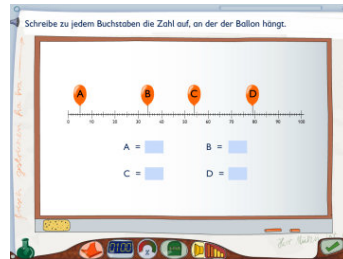 Schreibe zu jedem Buchstaben die Zahl auf, an der der Ballon hängt.
A B C D
0 10 20 30 40 50 60 70 80 90 100
A = B =
C = D =
0100